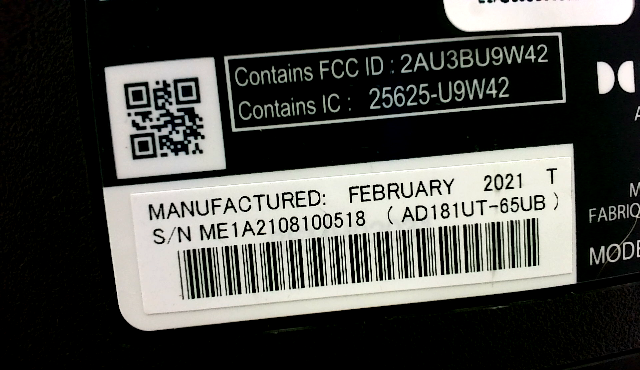 Contains FCC ID : 2AU3BU9W42
Contains IC : 25625-U9W42
MANUFACTURED: FEBRUARY 2021 T
S/N ME1A2108100518 ( AD181UT-65UB )